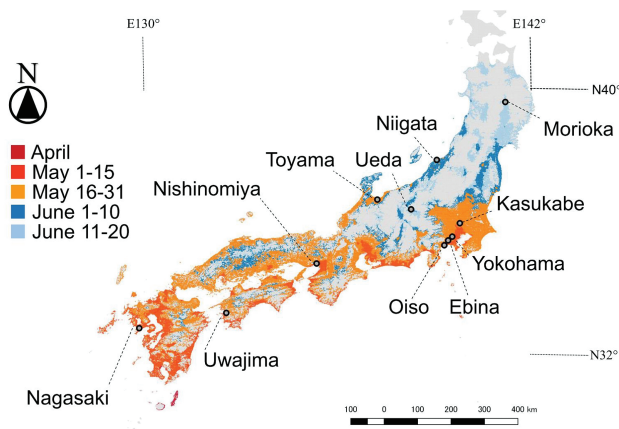 E130°
E142°
N
N40°
Niigata
Morioka
April
May 1-15
May 16-31
June 1-10
June 11-20
Toyama
Ueda
Nishinomiya
Kasukabe
Yokohama
Oiso
Ebina
Uwajima
N32°
Nagasaki
100 0 100 200 300 400 km